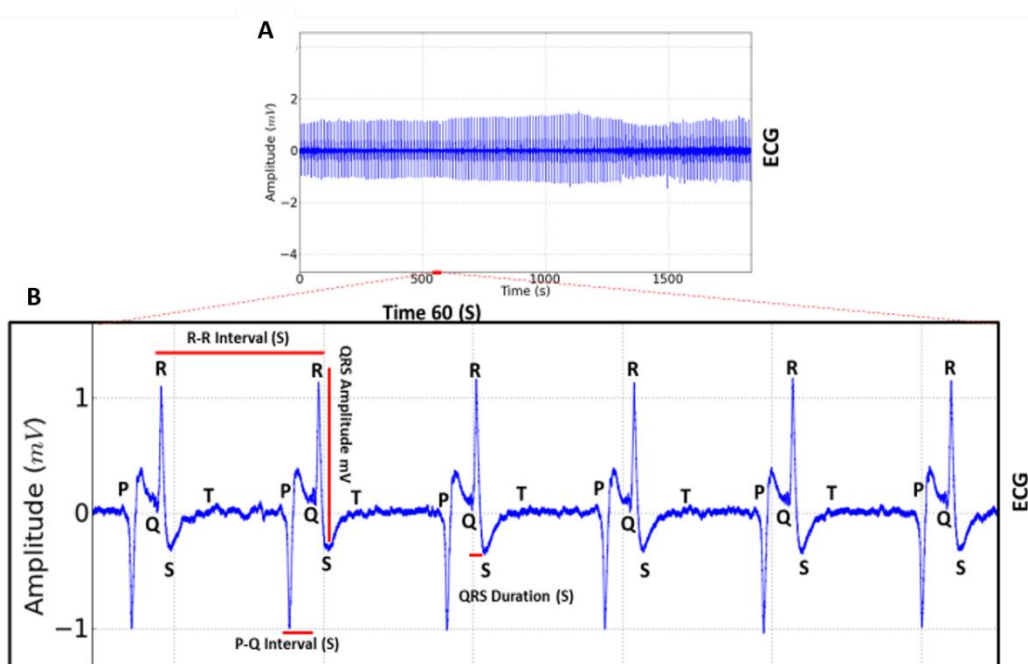 A
Amplitude (mV)
2
0
−2
−4
0
500
1000
1500
Time (s)
ECG
B
Time 60 (S)
R-R Interval (S)
QRS Amplitude mV
Amplitude (mV)
1
0
−1
R
R
R
R
R
R
P
Q
S
T
P
Q
S
T
P
Q
S
T
P
Q
S
T
P
Q
S
T
P
Q
S
QRS Duration (S)
P-Q Interval (S)
ECG